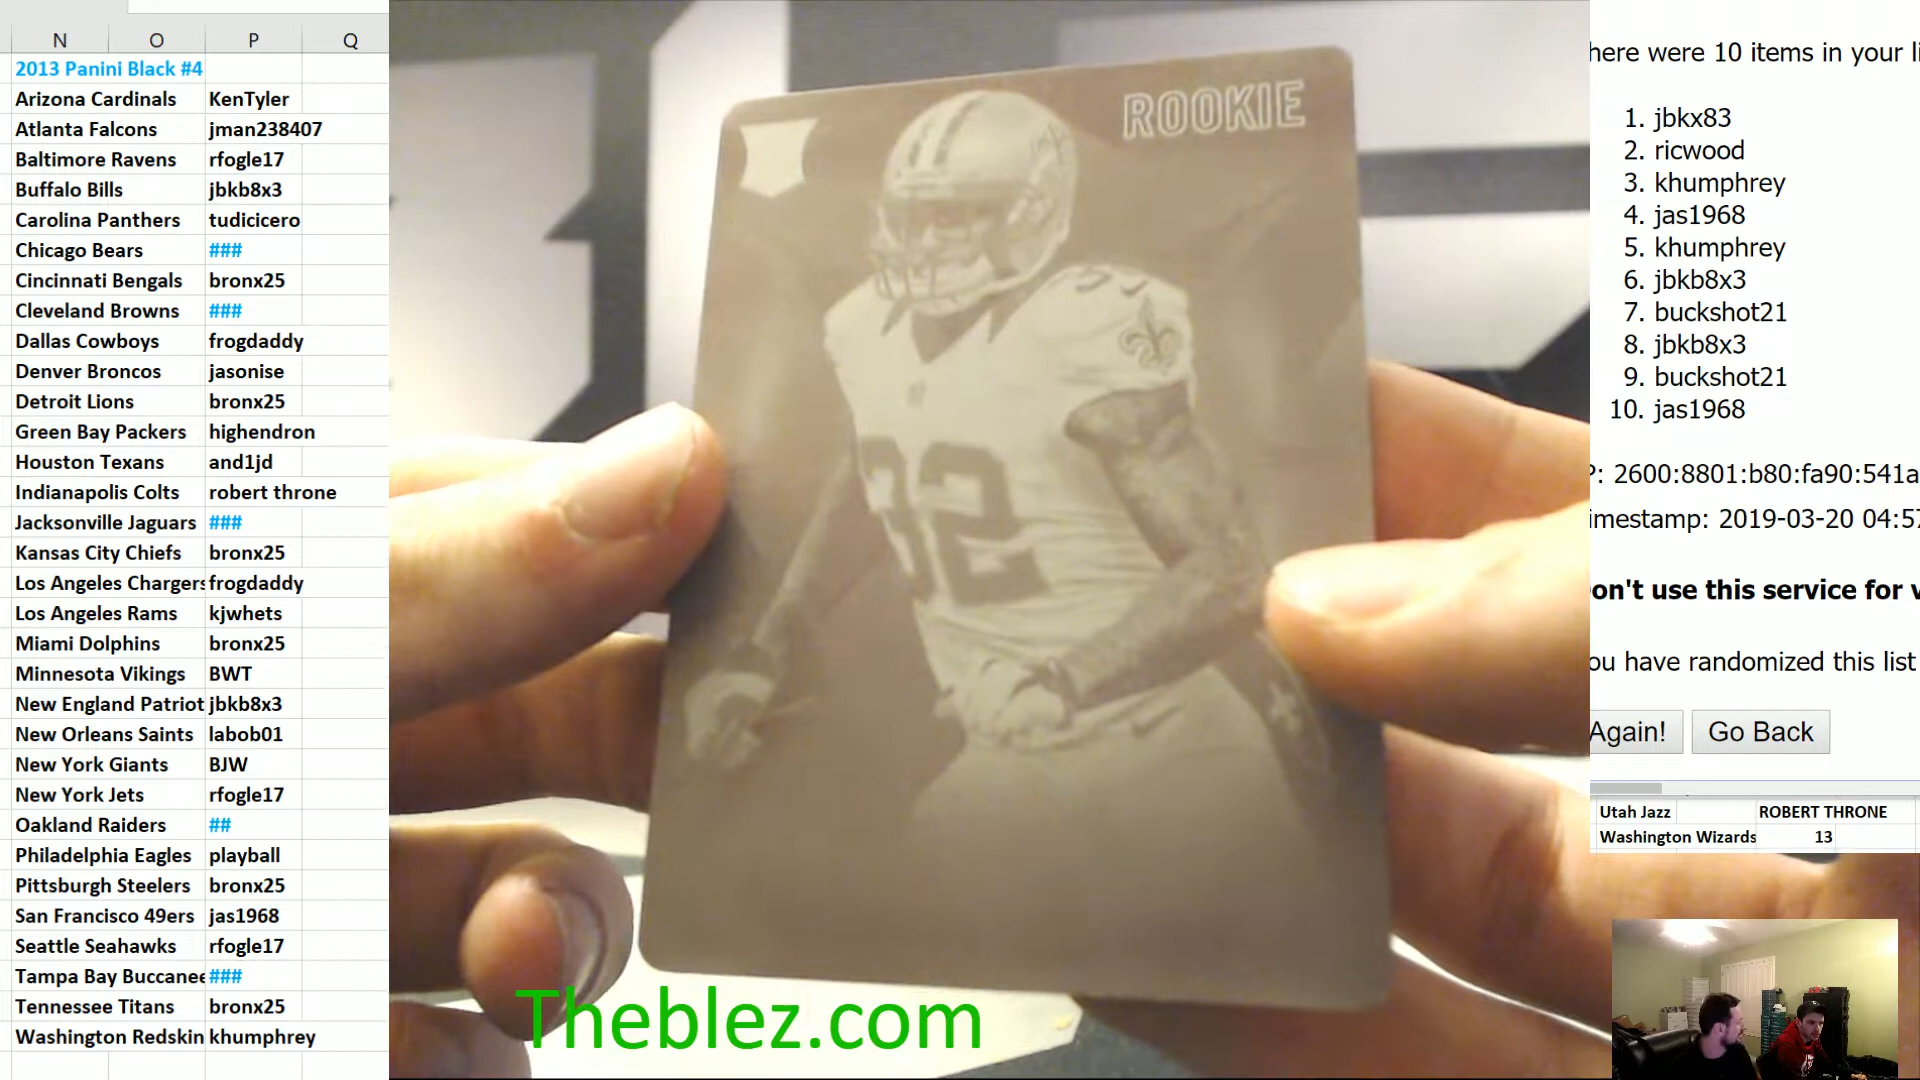 N O P Q
2013 Panini Black #4
Arizona Cardinals KenTyler
Atlanta Falcons jman238407
Baltimore Ravens rfogle17
Buffalo Bills jbkb8x3
Carolina Panthers tudicicero
Chicago Bears ###
Cincinnati Bengals bronx25
Cleveland Browns ###
Dallas Cowboys frogdaddy
Denver Broncos jasonise
Detroit Lions bronx25
Green Bay Packers highendron
Houston Texans and1jd
Indianapolis Colts robert throne
Jacksonville Jaguars ###
Kansas City Chiefs bronx25
Los Angeles Chargers frogdaddy
Los Angeles Rams kjwhets
Miami Dolphins bronx25
Minnesota Vikings BWT
New England Patriot jbkb8x3
New Orleans Saints labob01
New York Giants BJW
New York Jets rfogle17
Oakland Raiders ##
Philadelphia Eagles playball
Pittsburgh Steelers bronx25
San Francisco 49ers jas1968
Seattle Seahawks rfogle17
Tampa Bay Buccanee ###
Tennessee Titans bronx25
Washington Redskin khumphrey
ROOKIE
32
Theblez.com
here were 10 items in your li
1. jbkx83
2. ricwood
3. khumphrey
4. jas1968
5. khumphrey
6. jbkb8x3
7. buckshot21
8. jbkb8x3
9. buckshot21
10. jas1968
P: 2600:8801:b80:fa90:541a
imestamp: 2019-03-20 04:57
on't use this service for v
ou have randomized this list
Again! Go Back
Utah Jazz ROBERT THRONE
Washington Wizards 13